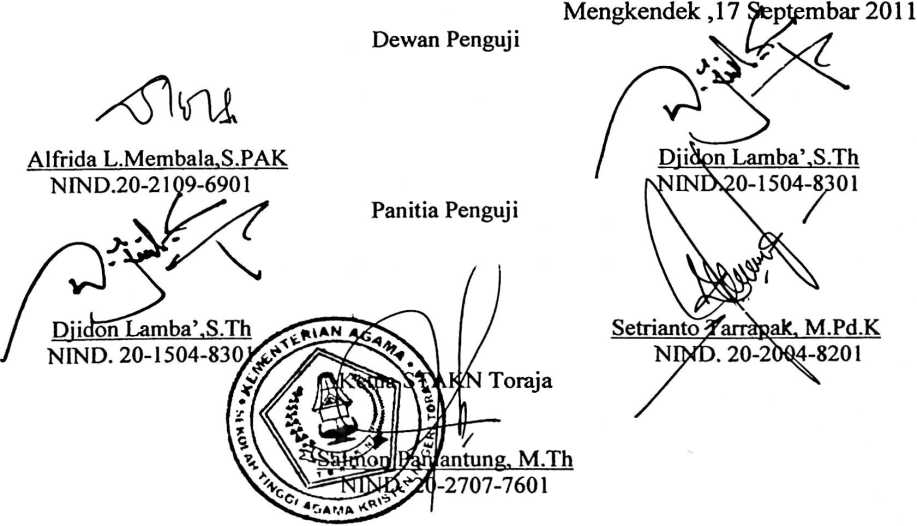 Mengkendek ,17 Septembar 2011
Dewan Penguji
Alfrida L.Membala,S.PAK
NIND.20-2109-6901
Djidon Lamba',S.Th
NIND.20-1504-8301
Panitia Penguji
Djidon Lamba',S.Th
NIND. 20-1504-8301
Setrianto Tarrapak, M.Pd.K
NIND. 20-2004-8201
KEMENTERIAN AGAMA
SEKOLAH TINGGI AGAMA KRISTEN NEGERI TORAJA
Ketua STAKN Toraja
Salmon Pamantung, M.Th
NIND. 20-2707-7601